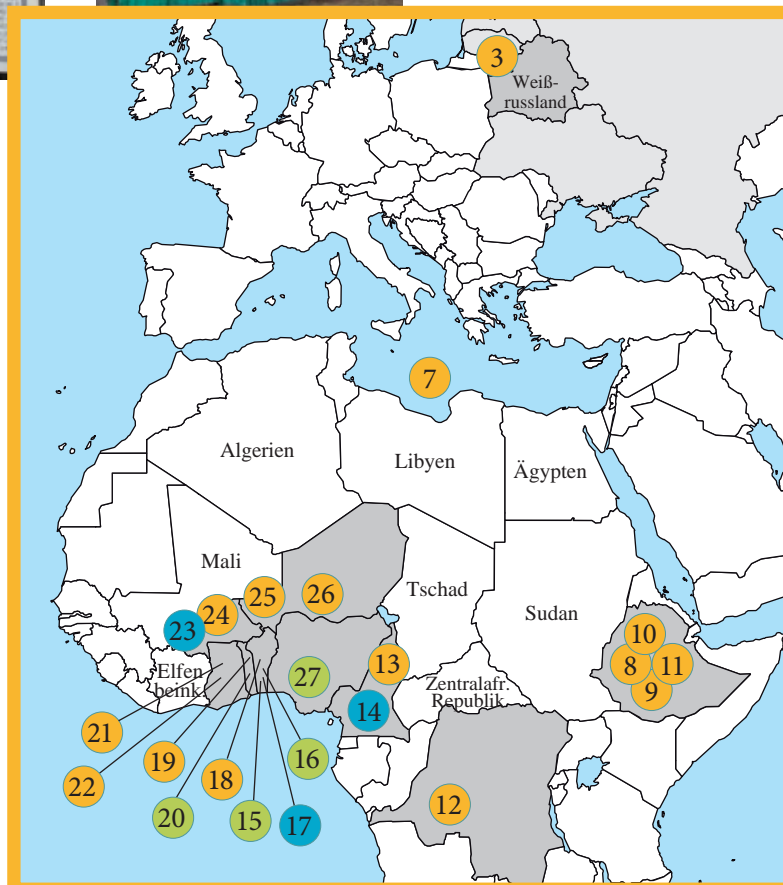 3
Weiß-
russland
7
Algerien
Libyen
Ägypten
Mali
Tschad
Sudan
25
26
24
23
10
8
11
9
Elfen
beink.
13
27
Zentralafr.
Republik
14
21
19
18
16
22
20
15
17
12